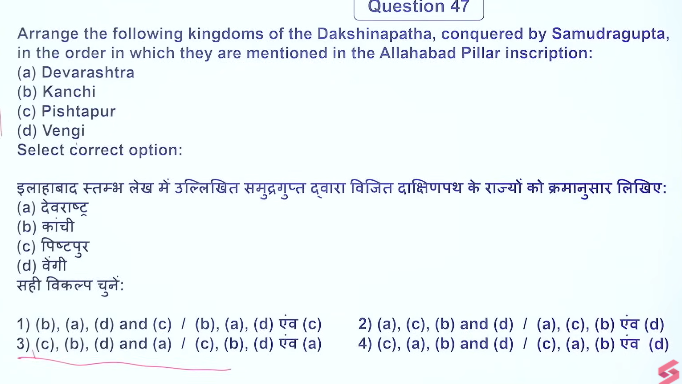 Question 47
Arrange the following kingdoms of the Dakshinapatha, conquered by Samudragupta,
in the order in which they are mentioned in the Allahabad Pillar inscription:
(a) Devarashtra
(b) Kanchi
(c) Pishtapur
(d) Vengi
Select correct option:
इलाहाबाद स्तम्भ लेख में उल्लिखित समुद्रगुप्त द्वारा विजित दाक्षिणपथ के राज्यों को क्रमानुसार लिखिए:
(a) देवराष्ट्र
(b) कांची
(c) पिष्टपुर
(d) वेंगी
सही विकल्प चुनें:
1) (b), (a), (d) and (c) / (b), (a), (d) एंव (c) 2) (a), (c), (b) and (d) / (a), (c), (b) एंव (d)
3) (c), (b), (d) and (a) / (c), (b), (d) एंव (a) 4) (c), (a), (b) and (d) / (c), (a), (b) एंव (d)